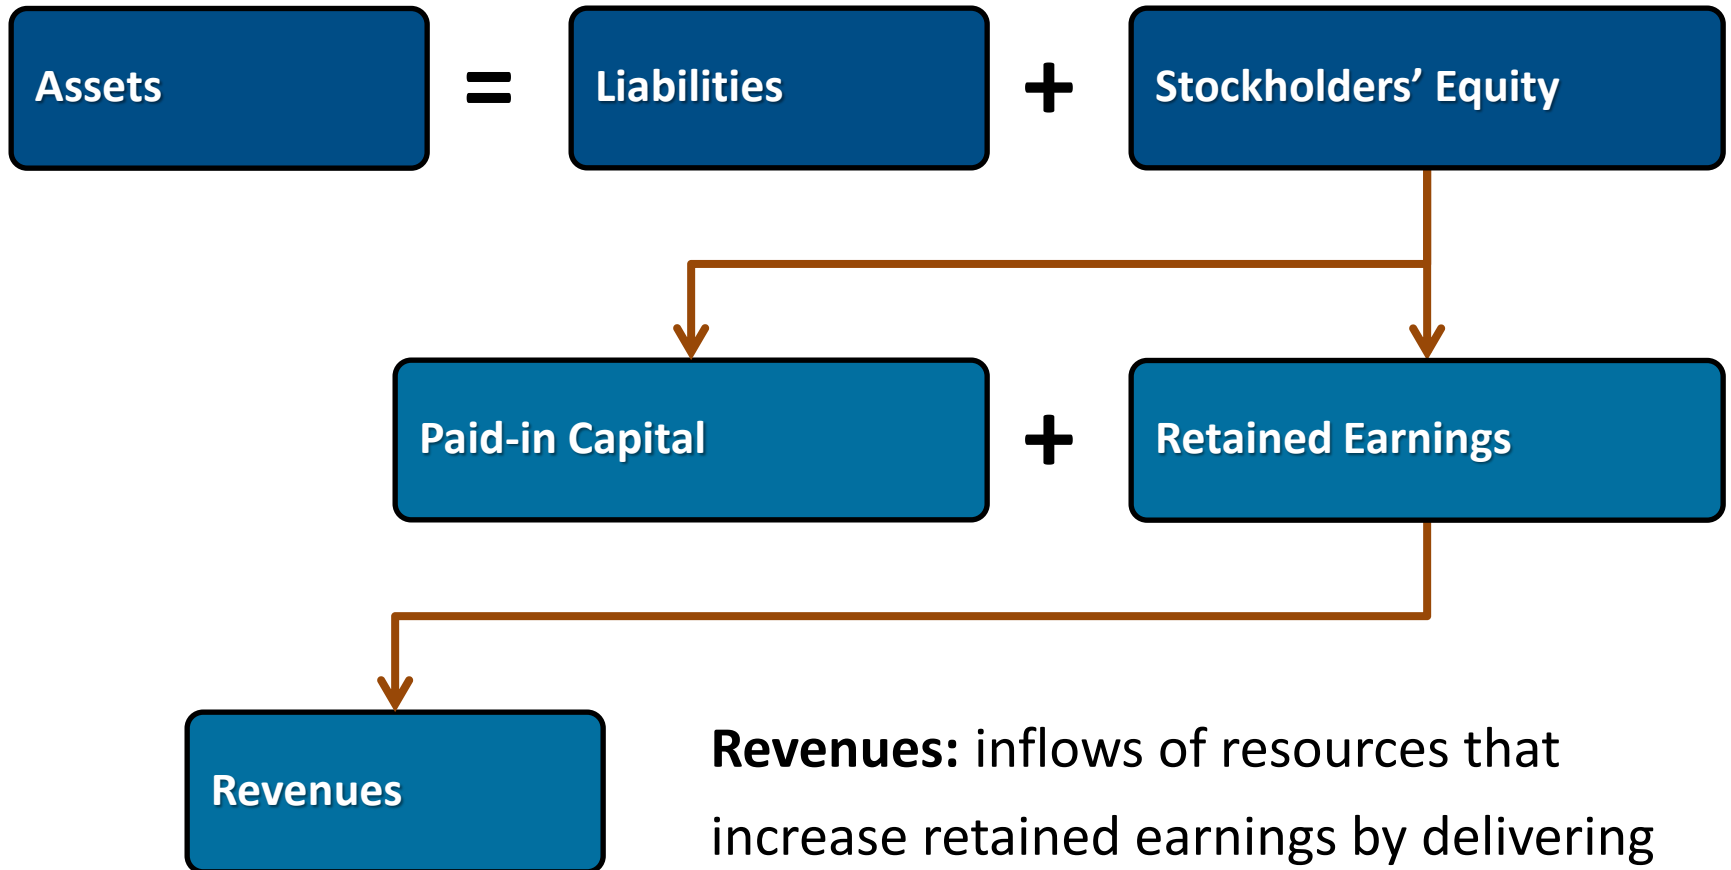 Assets = Liabilities + Stockholders’ Equity
Paid-in Capital + Retained Earnings
Revenues
Revenues: inflows of resources that
increase retained earnings by delivering